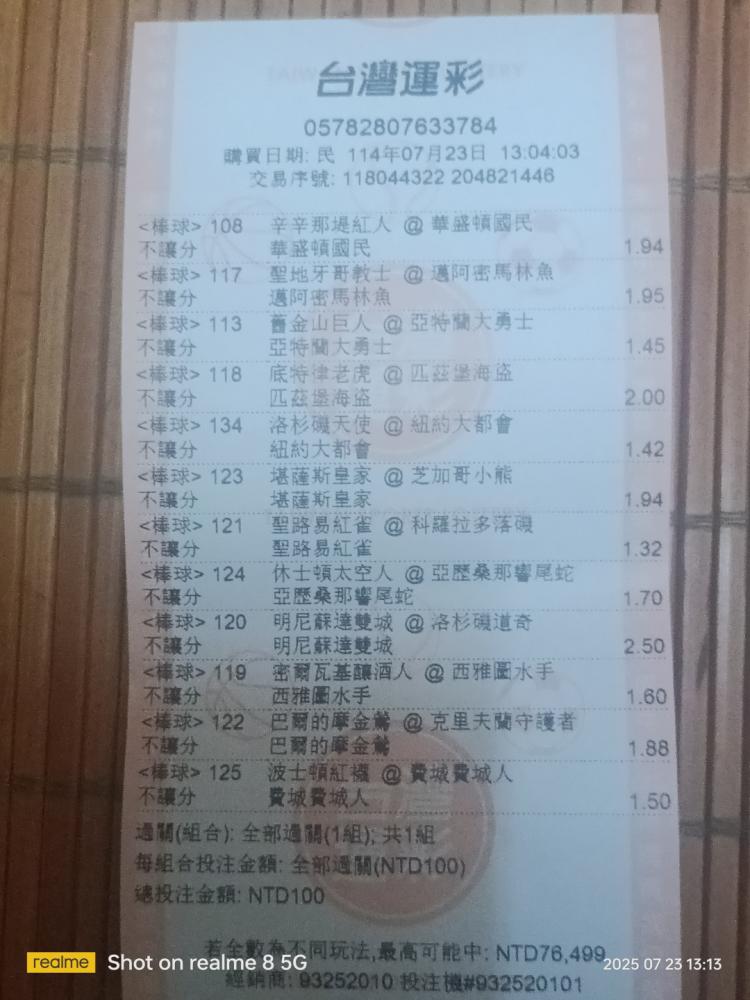 台灣運彩
05782807633784
購買日期: 民 114年07月23日 13:04:03
交易序號: 118044322 204821446
<棒球> 108 辛辛那堤紅人 @ 華盛頓國民
不讓分 華盛頓國民 1.94
<棒球> 117 聖地牙哥教士 @ 邁阿密馬林魚
不讓分 邁阿密馬林魚 1.95
<棒球> 113 舊金山巨人 @ 亞特蘭大勇士
不讓分 亞特蘭大勇士 1.45
<棒球> 118 底特律老虎 @ 匹茲堡海盜
不讓分 匹茲堡海盜 2.00
<棒球> 134 洛杉磯天使 @ 紐約大都會
不讓分 紐約大都會 1.42
<棒球> 123 堪薩斯皇家 @ 芝加哥小熊
不讓分 堪薩斯皇家 1.94
<棒球> 121 聖路易紅雀 @ 科羅拉多落磯
不讓分 聖路易紅雀 1.32
<棒球> 124 休士頓太空人 @ 亞歷桑那響尾蛇
不讓分 亞歷桑那響尾蛇 1.70
<棒球> 120 明尼蘇達雙城 @ 洛杉磯道奇
不讓分 明尼蘇達雙城 2.50
<棒球> 119 密爾瓦基釀酒人 @ 西雅圖水手
不讓分 西雅圖水手 1.60
<棒球> 122 巴爾的摩金鶯 @ 克里夫蘭守護者
不讓分 巴爾的摩金鶯 1.88
<棒球> 125 波士頓紅襪 @ 費城費城人
不讓分 費城費城人 1.50
過關(組合): 全部過關(1組); 共1組
每組合投注金額: 全部過關(NTD100)
總投注金額: NTD100
若全數為不同玩法,最高可能中: NTD76,499
經銷商: 93252010 投注機#932520101
realme Shot on realme 8 5G 2025 07 23 13:13